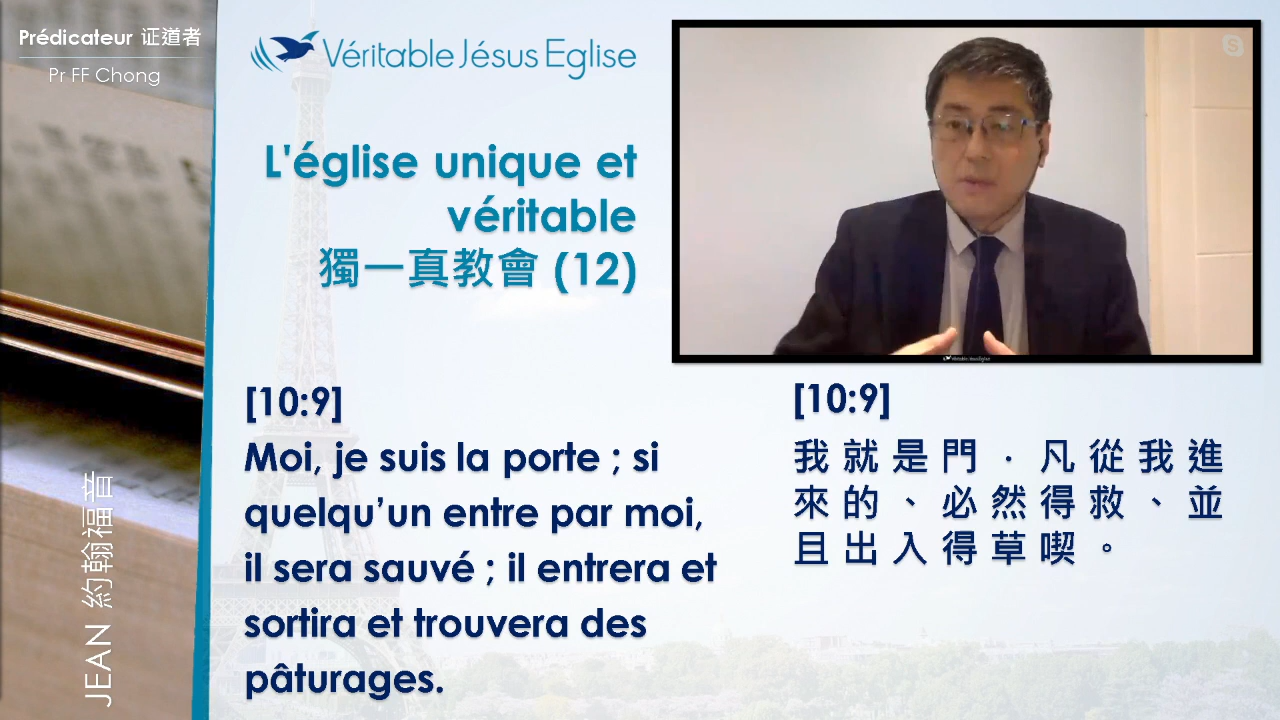 Prédicateur 证道者
Pr FF Chong
Véritable Jésus Eglise
L'église unique et
véritable
獨一真教會 (12)
[10:9]
Moi, je suis la porte ; si
quelqu’un entre par moi,
il sera sauvé ; il entrera et
sortira et trouvera des
pâturages.
[10:9]
我就是門．凡從我進
來的、必然得救、並
且出入得草喫。
JEAN 約翰福音
Véritable Jésus Eglise